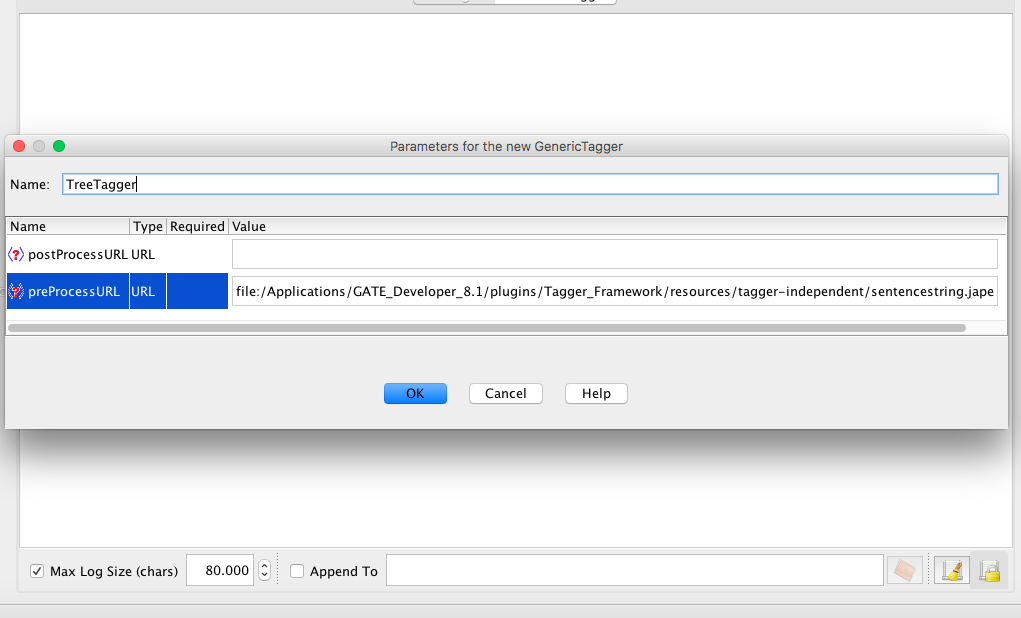 Parameters for the new GenericTagger
Name: TreeTagger
Name Type Required Value
postProcessURL URL
preProcessURL URL file:/Applications/GATE_Developer_8.1/plugins/Tagger_Framework/resources/tagger-independent/sentencestring.jape
OK Cancel Help
Max Log Size (chars) 80.000 Append To